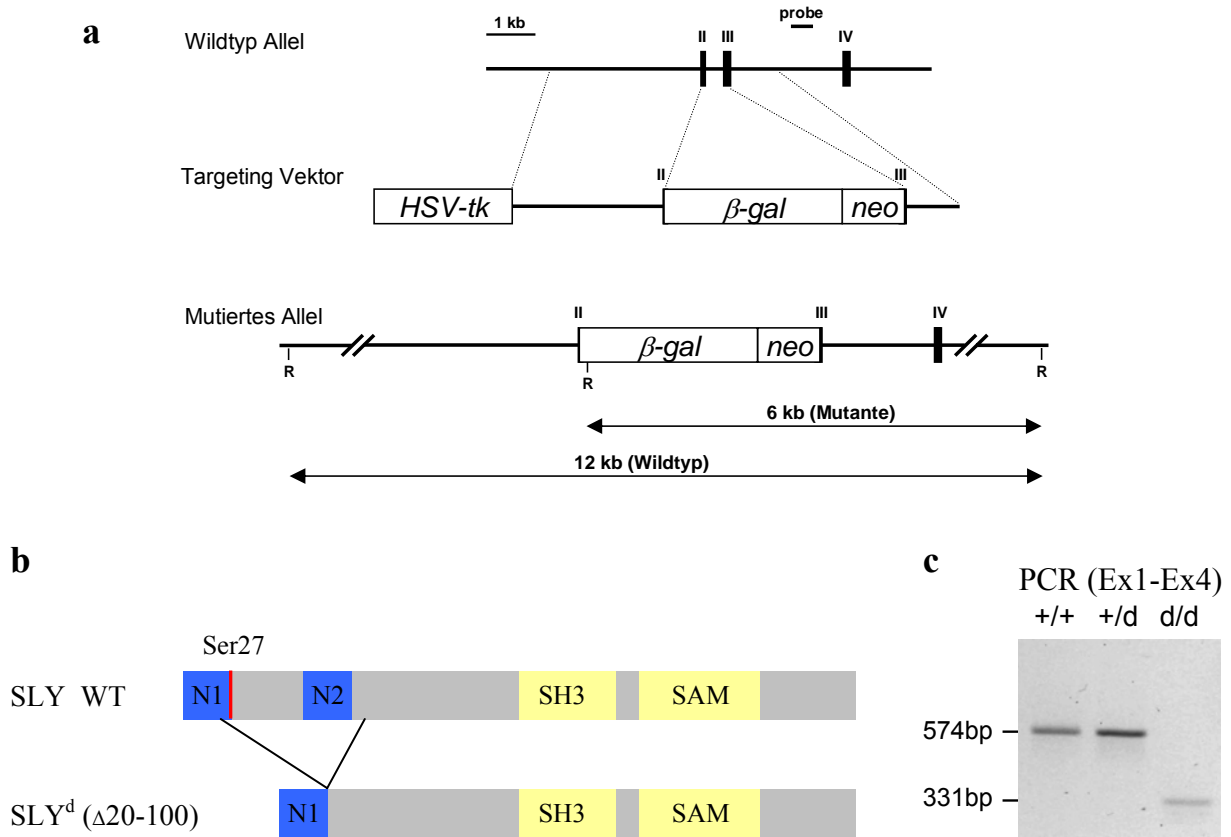 a
probe
1 kb
II III IV
Wildtyp Allel
Targeting Vektor
II III
HSV-tk β-gal neo
Mutiertes Allel
II III IV
β-gal neo
R R R
6 kb (Mutante)
12 kb (Wildtyp)
b
Ser27
SLY WT N1 N2 SH3 SAM
SLYᵈ (Δ20-100) N1 SH3 SAM
c
PCR (Ex1-Ex4)
+/+ +/d d/d
574bp
331bp